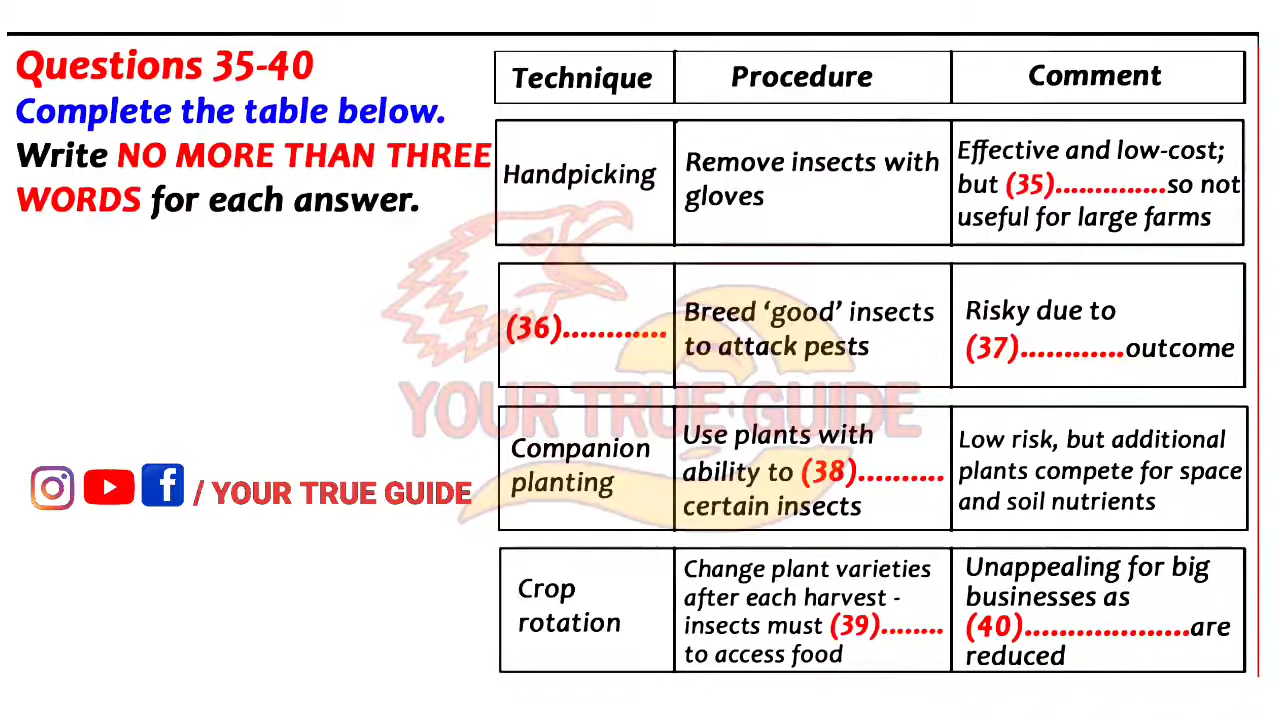 Questions 35-40
Complete the table below.
Write NO MORE THAN THREE
WORDS for each answer.
Technique
Procedure
Comment
Handpicking
Remove insects with
gloves
Effective and low-cost;
but (35)..............so not
useful for large farms
(36)............
Breed ‘good’ insects
to attack pests
Risky due to
(37)............outcome
Companion
planting
Use plants with
ability to (38)..........
certain insects
Low risk, but additional
plants compete for space
and soil nutrients
Crop
rotation
Change plant varieties
after each harvest -
insects must (39)........
to access food
Unappealing for big
businesses as
(40)...................are
reduced
YOUR TRUE GUIDE
/ YOUR TRUE GUIDE